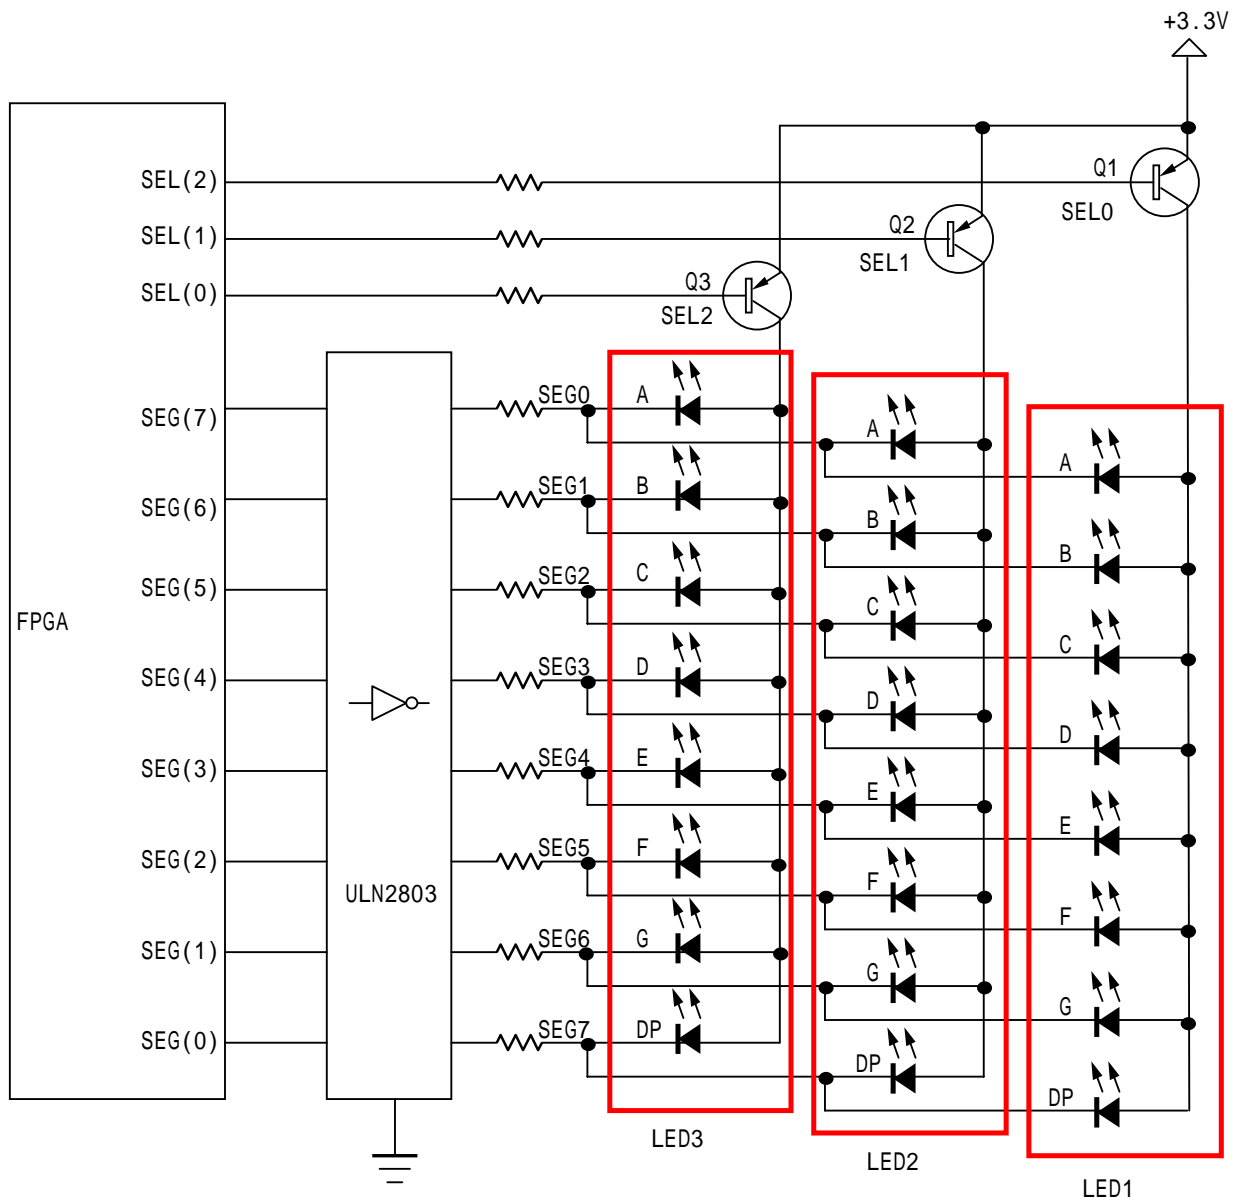 +3.3V
SEL(2)
Q1
SEL0
SEL(1)
Q2
SEL1
SEL(0)
Q3
SEL2
SEG(7)
SEG0
A
A
A
SEG(6)
SEG1
B
B
B
SEG(5)
SEG2
C
C
C
FPGA
SEG(4)
SEG3
D
D
D
SEG(3)
SEG4
E
E
E
SEG(2)
SEG5
F
F
F
ULN2803
SEG(1)
SEG6
G
G
G
SEG(0)
SEG7
DP
DP
DP
LED3
LED2
LED1